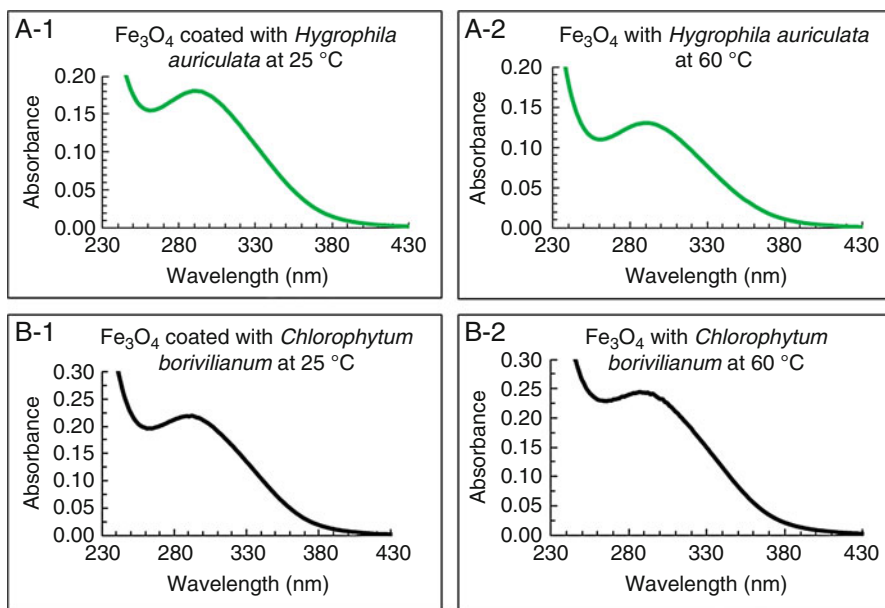 A-1
Fe₃O₄ coated with Hygrophila
auriculata at 25 °C
0.20
0.15
0.10
0.05
0.00
Absorbance
230 280 330 380 430
Wavelength (nm)
A-2
Fe₃O₄ with Hygrophila auriculata
at 60 °C
0.20
0.15
0.10
0.05
0.00
Absorbance
230 280 330 380 430
Wavelength (nm)
B-1
Fe₃O₄ coated with Chlorophytum
borivilianum at 25 °C
0.30
0.25
0.20
0.15
0.10
0.05
0.00
Absorbance
230 280 330 380 430
Wavelength (nm)
B-2
Fe₃O₄ with Chlorophytum
borivilianum at 60 °C
0.30
0.25
0.20
0.15
0.10
0.05
0.00
Absorbance
230 280 330 380 430
Wavelength (nm)